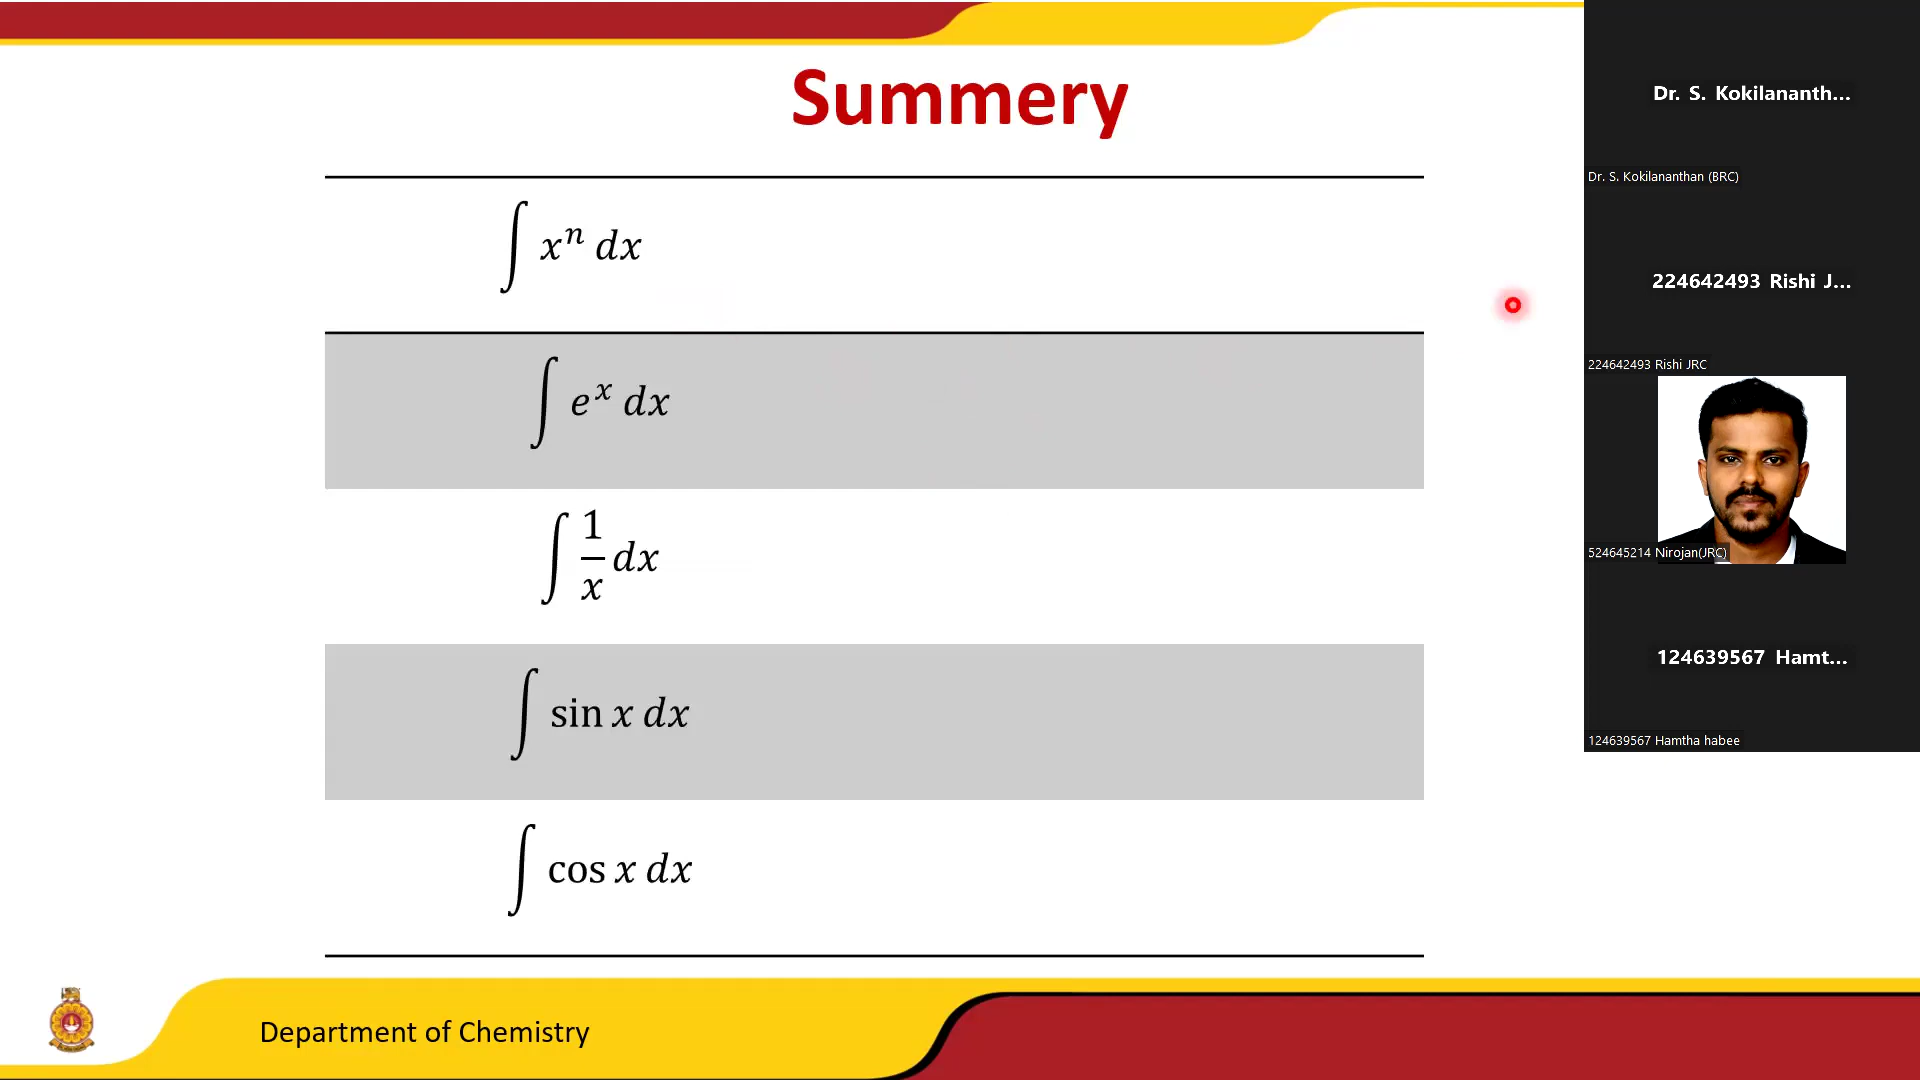 Summery
∫ xⁿ dx
∫ eˣ dx
∫ 1/x dx
∫ sin x dx
∫ cos x dx
Department of Chemistry
Dr. S. Kokilananth...
Dr. S. Kokilananthan (BRC)
224642493 Rishi J...
224642493 Rishi JRC
524645214 Nirojan(JRC)
124639567 Hamt...
124639567 Hamtha habee